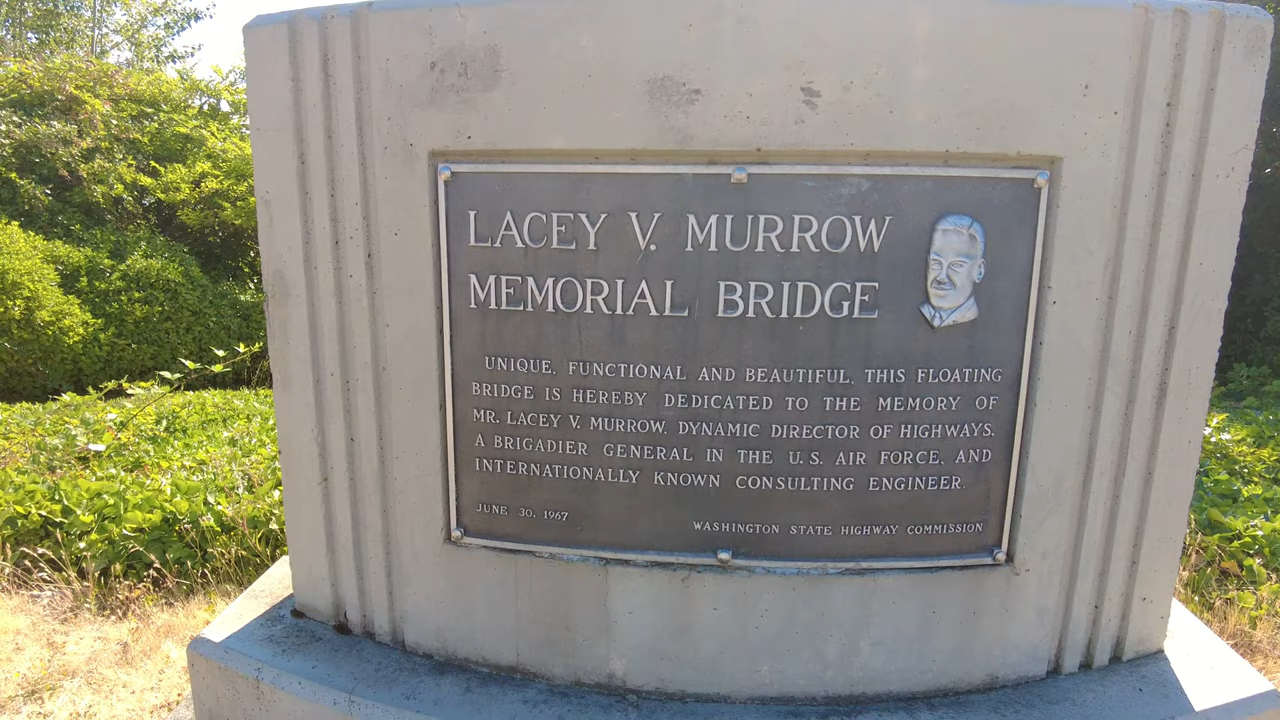 LACEY V. MURROW
MEMORIAL BRIDGE
UNIQUE, FUNCTIONAL AND BEAUTIFUL, THIS FLOATING
BRIDGE IS HEREBY DEDICATED TO THE MEMORY OF
MR. LACEY V. MURROW, DYNAMIC DIRECTOR OF HIGHWAYS,
A BRIGADIER GENERAL IN THE U.S. AIR FORCE, AND
INTERNATIONALLY KNOWN CONSULTING ENGINEER.
JUNE 30, 1967
WASHINGTON STATE HIGHWAY COMMISSION